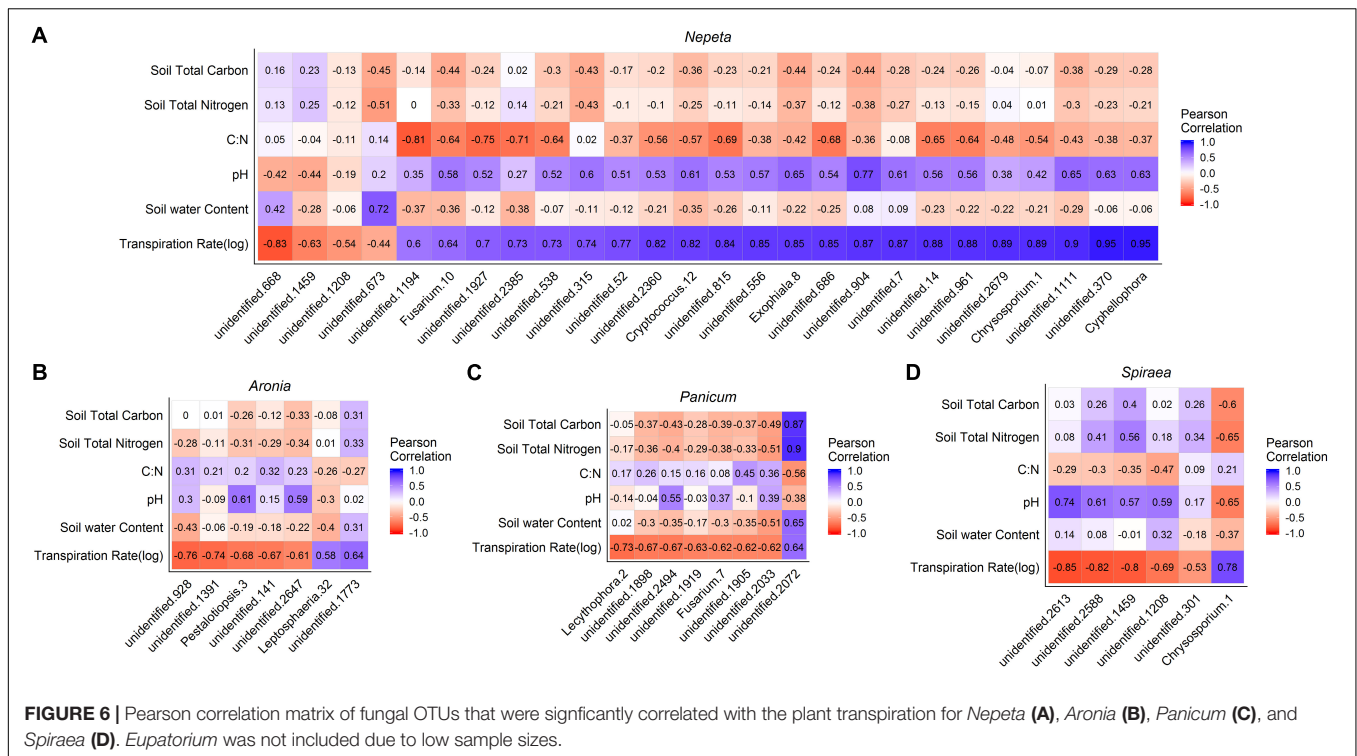 A
Nepeta
Soil Total Carbon 0.16 0.23 -0.13 -0.45 -0.14 -0.44 -0.24 0.02 -0.3 -0.43 -0.17 -0.2 -0.36 -0.23 -0.21 -0.44 -0.24 -0.44 -0.28 -0.24 -0.26 -0.04 -0.07 -0.38 -0.29 -0.28
Soil Total Nitrogen 0.13 0.25 -0.12 -0.51 0 -0.33 -0.12 0.14 -0.21 -0.43 -0.1 -0.1 -0.25 -0.11 -0.14 -0.37 -0.12 -0.38 -0.27 -0.13 -0.15 0.04 0.01 -0.3 -0.23 -0.21
C:N 0.05 -0.04 -0.11 0.14 -0.81 -0.64 -0.75 -0.71 -0.64 0.02 -0.37 -0.56 -0.57 -0.69 -0.38 -0.42 -0.68 -0.36 -0.08 -0.65 -0.64 -0.48 -0.54 -0.43 -0.38 -0.37
pH -0.42 -0.44 -0.19 0.2 0.35 0.58 0.52 0.27 0.52 0.6 0.51 0.53 0.61 0.53 0.57 0.65 0.54 0.77 0.61 0.56 0.56 0.38 0.42 0.65 0.63 0.63
Soil water Content 0.42 -0.28 -0.06 0.72 -0.37 -0.36 -0.12 -0.38 -0.07 -0.11 -0.12 -0.21 -0.35 -0.26 -0.11 -0.22 -0.25 0.08 0.09 -0.23 -0.22 -0.22 -0.21 -0.29 -0.06 -0.06
Transpiration Rate(log) -0.83 -0.63 -0.54 -0.44 0.6 0.64 0.7 0.73 0.73 0.74 0.77 0.82 0.82 0.84 0.85 0.85 0.85 0.87 0.87 0.88 0.88 0.89 0.89 0.9 0.95 0.95
unidentified.668 unidentified.1459 unidentified.1208 unidentified.673 unidentified.1194 Fusarium.10 unidentified.1927 unidentified.2385 unidentified.538 unidentified.315 unidentified.52 unidentified.2360 Cryptococcus.12 unidentified.815 unidentified.556 Exophiala.8 unidentified.686 unidentified.904 unidentified.7 unidentified.14 unidentified.961 unidentified.2679 Chrysosporium.1 unidentified.1111 unidentified.370 Cyphellophora
Pearson
Correlation
1.0
0.5
0.0
-0.5
-1.0
B
Aronia
Soil Total Carbon 0 0.01 -0.26 -0.12 -0.33 -0.08 0.31
Soil Total Nitrogen -0.28 -0.11 -0.31 -0.29 -0.34 0.01 0.33
C:N 0.31 0.21 0.2 0.32 0.23 -0.26 -0.27
pH 0.3 -0.09 0.61 0.15 0.59 -0.3 0.02
Soil water Content -0.43 -0.06 -0.19 -0.18 -0.22 -0.4 0.31
Transpiration Rate(log) -0.76 -0.74 -0.68 -0.67 -0.61 0.58 0.64
unidentified.928 unidentified.1391 Pestalotiopsis.3 unidentified.141 unidentified.2647 Leptosphaeria.32 unidentified.1773
Pearson
Correlation
1.0
0.5
0.0
-0.5
-1.0
C
Panicum
Soil Total Carbon -0.05 -0.37 -0.43 -0.28 -0.39 -0.37 -0.49 0.87
Soil Total Nitrogen -0.17 -0.36 -0.4 -0.29 -0.38 -0.33 -0.51 0.9
C:N 0.17 0.26 0.15 0.16 0.08 0.45 0.36 -0.56
pH -0.14 -0.04 0.55 -0.03 0.37 -0.1 0.39 -0.38
Soil water Content 0.02 -0.3 -0.35 -0.17 -0.3 -0.35 -0.51 0.65
Transpiration Rate(log) -0.73 -0.67 -0.67 -0.63 -0.62 -0.62 -0.62 0.64
Lecythophora.2 unidentified.1898 unidentified.2494 unidentified.1919 Fusarium.7 unidentified.1905 unidentified.2033 unidentified.2072
Pearson
Correlation
1.0
0.5
0.0
-0.5
-1.0
D
Spiraea
Soil Total Carbon 0.03 0.26 0.4 0.02 0.26 -0.6
Soil Total Nitrogen 0.08 0.41 0.56 0.18 0.34 -0.65
C:N -0.29 -0.3 -0.35 -0.47 0.09 0.21
pH 0.74 0.61 0.57 0.59 0.17 -0.65
Soil water Content 0.14 0.08 -0.01 0.32 -0.18 -0.37
Transpiration Rate(log) -0.85 -0.82 -0.8 -0.69 -0.53 0.78
unidentified.2613 unidentified.2588 unidentified.1459 unidentified.1208 unidentified.301 Chrysosporium.1
Pearson
Correlation
1.0
0.5
0.0
-0.5
-1.0
FIGURE 6 | Pearson correlation matrix of fungal OTUs that were signficantly correlated with the plant transpiration for Nepeta (A), Aronia (B), Panicum (C), and
Spiraea (D). Eupatorium was not included due to low sample sizes.